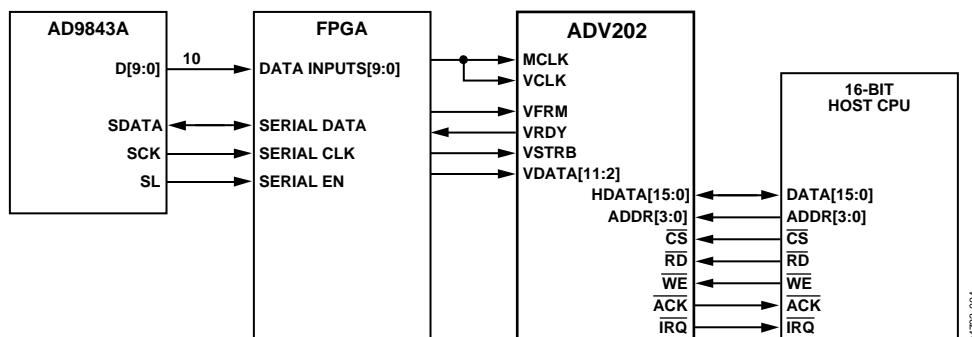 AD9843A
D[9:0]
10
SDATA
SCK
SL
FPGA
DATA INPUTS[9:0]
SERIAL DATA
SERIAL CLK
SERIAL EN
ADV202
MCLK
VCLK
VFRM
VRDY
VSTRB
VDATA[11:2]
HDATA[15:0]
ADDR[3:0]
CS
RD
WE
ACK
IRQ
16-BIT
HOST CPU
DATA[15:0]
ADDR[3:0]
CS
RD
WE
ACK
IRQ